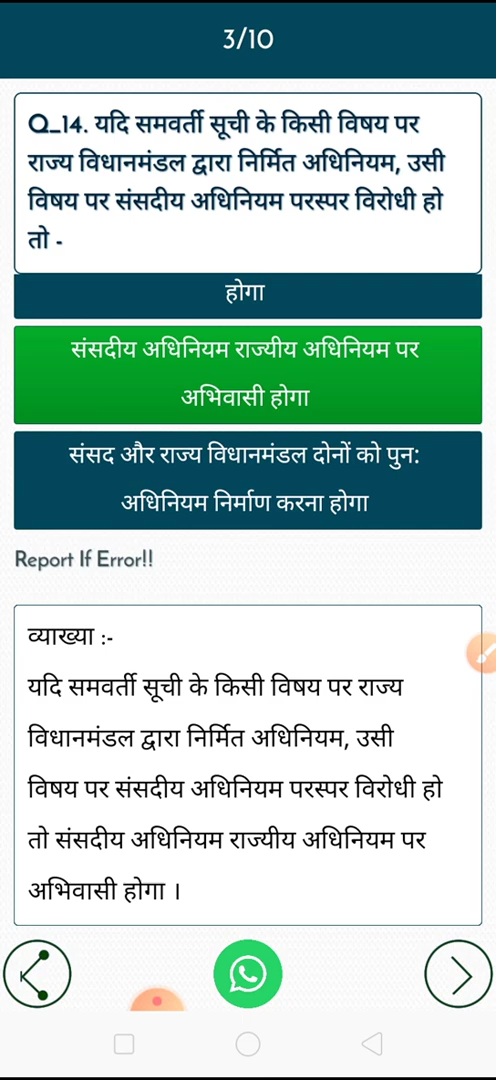 3/10
Q_14. यदि समवर्ती सूची के किसी विषय पर
राज्य विधानमंडल द्वारा निर्मित अधिनियम, उसी
विषय पर संसदीय अधिनियम परस्पर विरोधी हो
तो -
होगा
संसदीय अधिनियम राज्यीय अधिनियम पर
अभिवासी होगा
संसद और राज्य विधानमंडल दोनों को पुन:
अधिनियम निर्माण करना होगा
Report If Error!!
व्याख्या :-
यदि समवर्ती सूची के किसी विषय पर राज्य
विधानमंडल द्वारा निर्मित अधिनियम, उसी
विषय पर संसदीय अधिनियम परस्पर विरोधी हो
तो संसदीय अधिनियम राज्यीय अधिनियम पर
अभिवासी होगा ।